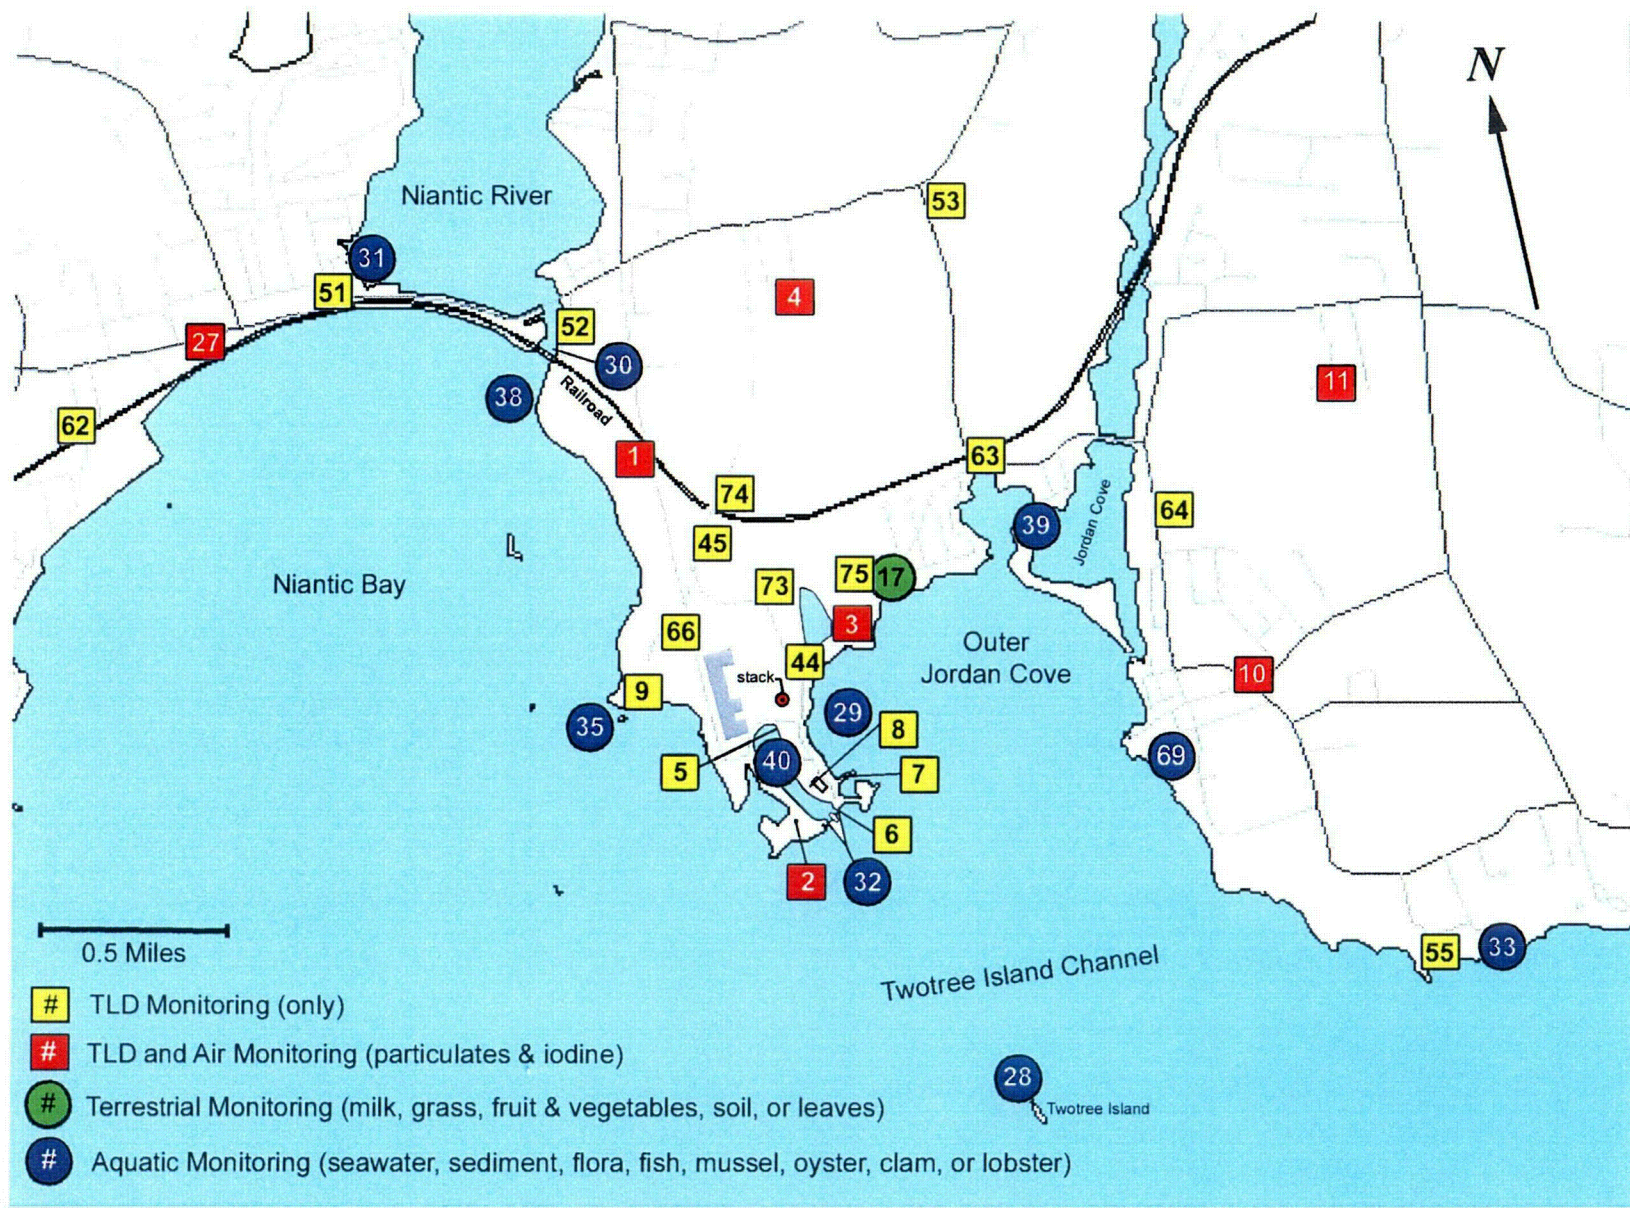 N
Niantic River
53
31
51
4
52
27
30
11
38
Railroad
62
1
63
74
64
39
Jordan Cove
45
Niantic Bay
73
75
17
3
66
Outer
Jordan Cove
44
stack
10
9
29
35
8
69
40
5
7
6
2
32
0.5 Miles
55
33
Twotree Island Channel
# TLD Monitoring (only)
# TLD and Air Monitoring (particulates & iodine)
28
# Terrestrial Monitoring (milk, grass, fruit & vegetables, soil, or leaves)
Twotree Island
# Aquatic Monitoring (seawater, sediment, flora, fish, mussel, oyster, clam, or lobster)